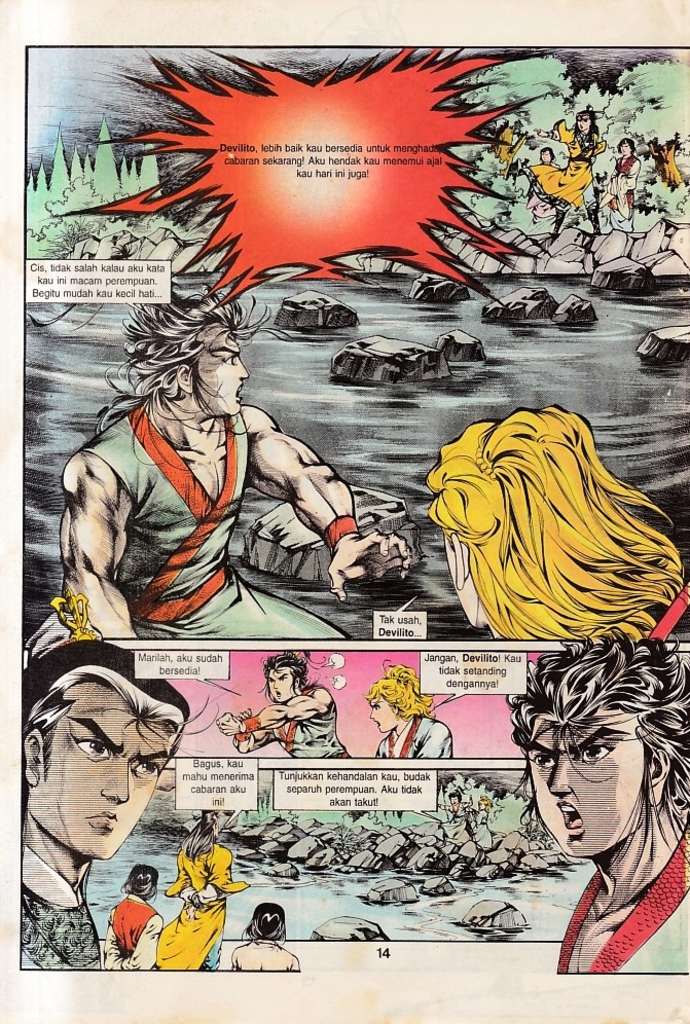 Devilito, lebih baik kau bersedia untuk menghada
cabaran sekarang! Aku hendak kau menemui ajal
kau hari ini juga!
Cis, tidak salah kalau aku kata
kau ini macam perempuan.
Begitu mudah kau kecil hati...
Tak usah,
Devilito...
Marilah, aku sudah
bersedia!
Jangan, Devilito! Kau
tidak setanding
dengannya!
Bagus, kau
mahu menerima
cabaran aku
ini!
Tunjukkan kehandalan kau, budak
separuh perempuan. Aku tidak
akan takut!
14